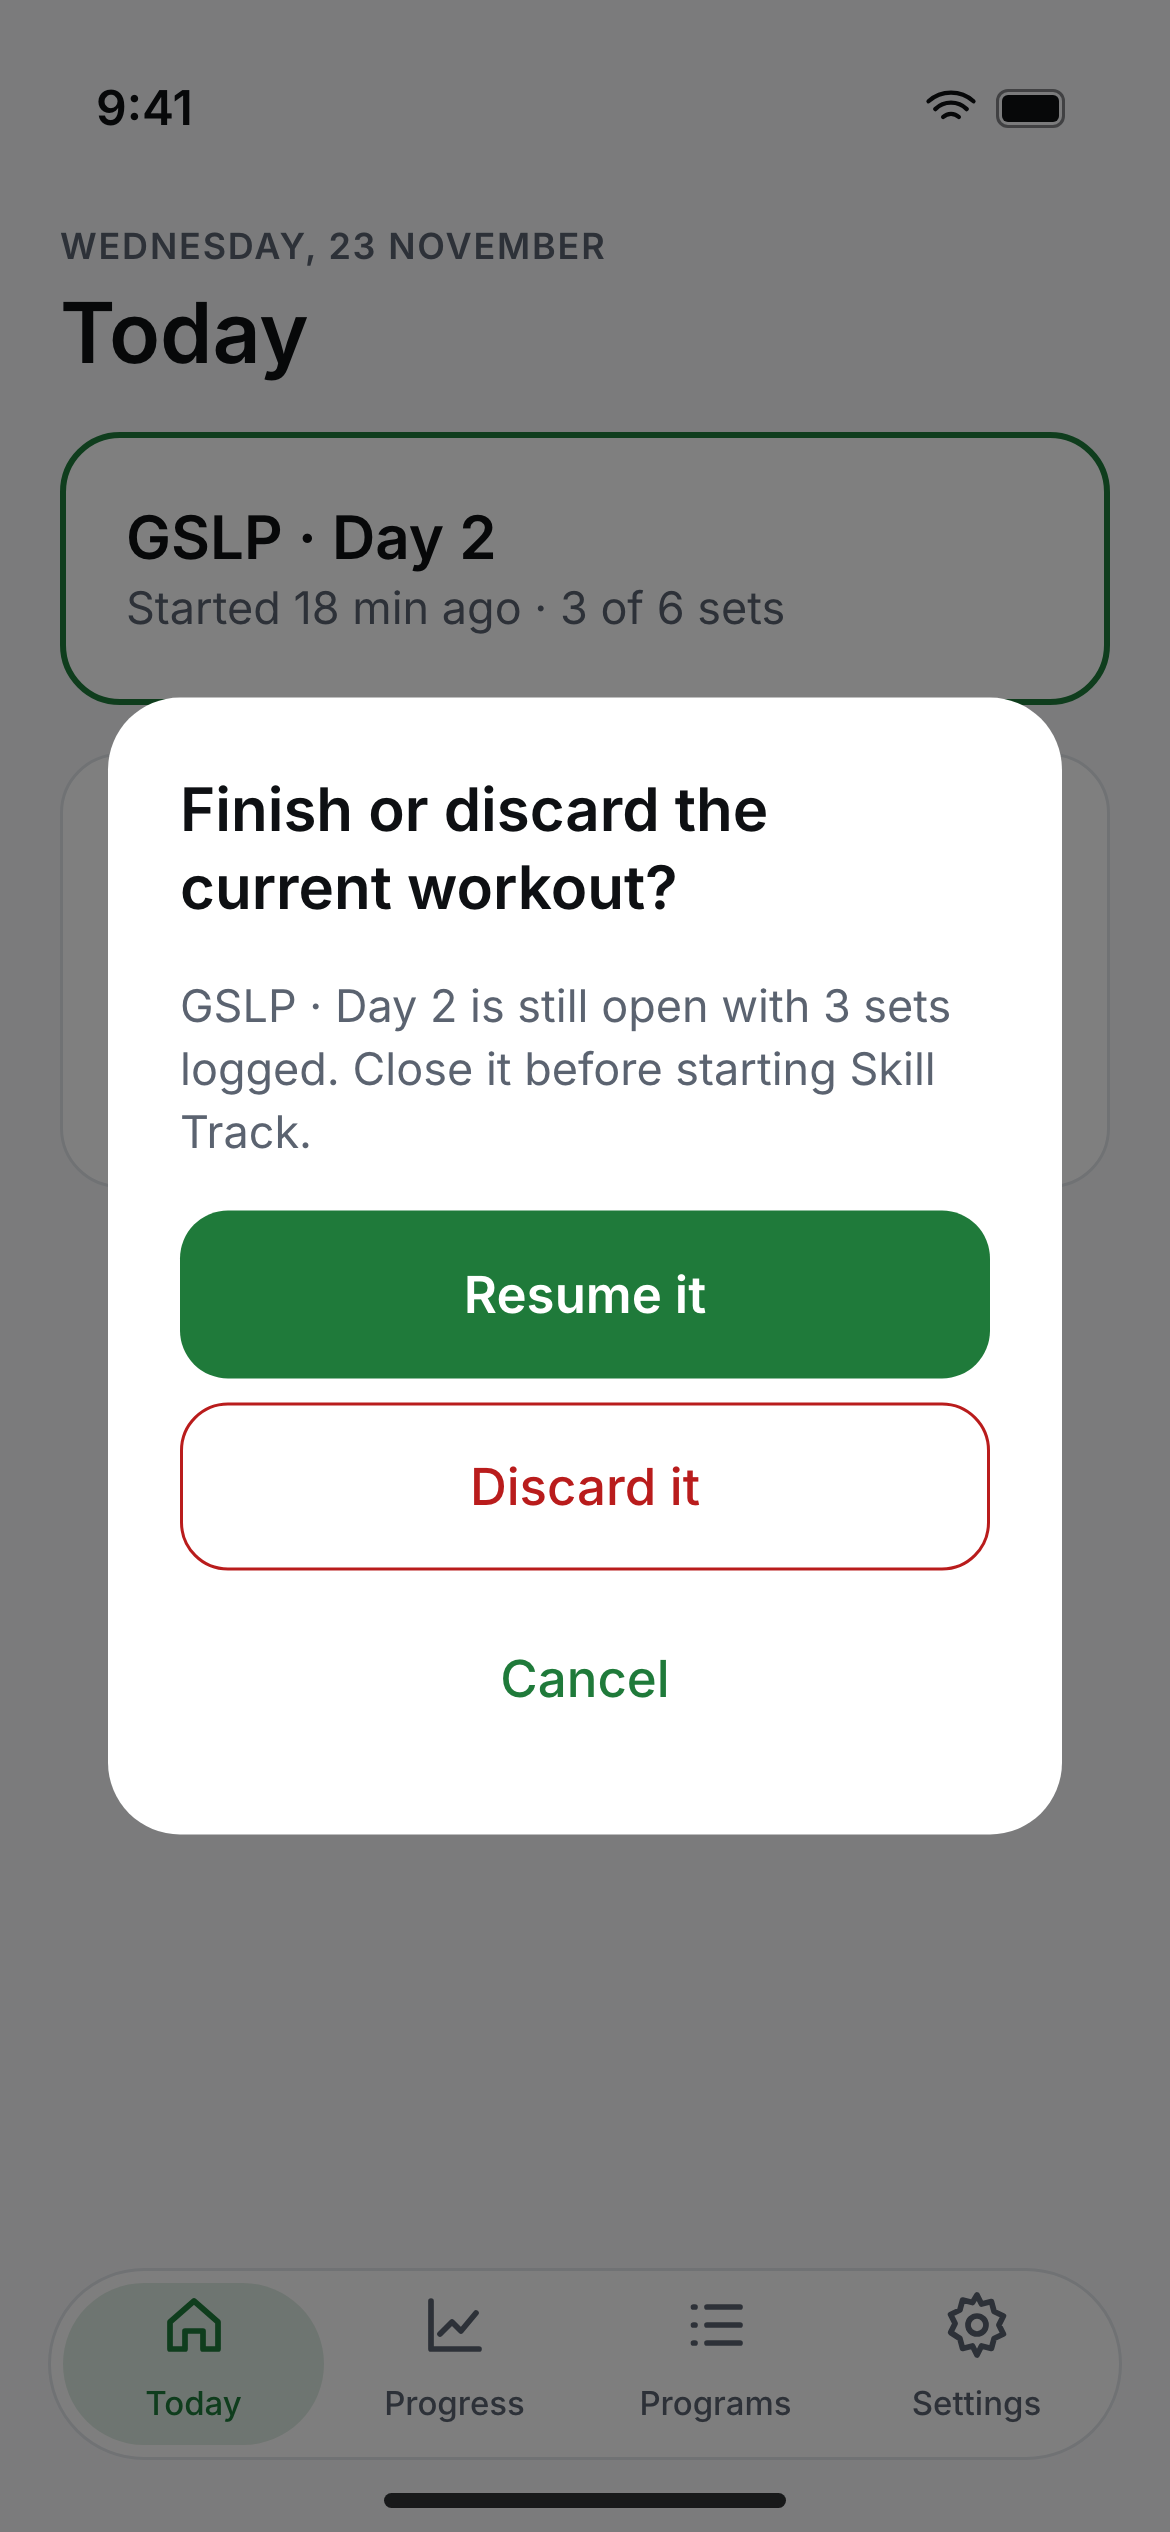 9:41
WEDNESDAY, 23 NOVEMBER
Today
GSLP · Day 2
Started 18 min ago · 3 of 6 sets
Finish or discard the
current workout?
GSLP · Day 2 is still open with 3 sets
logged. Close it before starting Skill
Track.
Resume it
Discard it
Cancel
Today
Progress
Programs
Settings